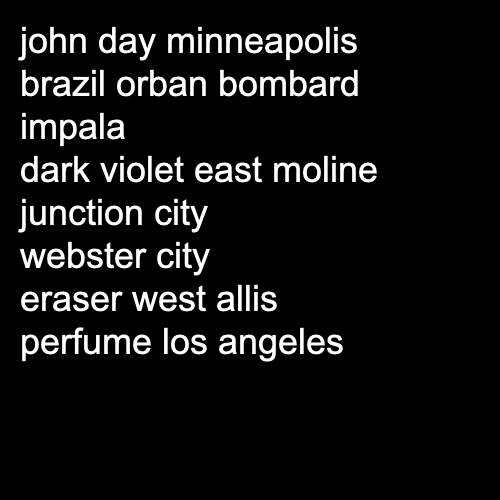 john day minneapolis
brazil orban bombard
impala
dark violet east moline
junction city
webster city
eraser west allis
perfume los angeles